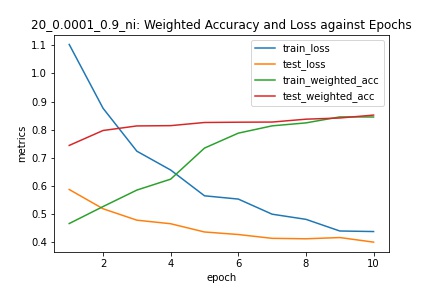 20_0.0001_0.9_ni: Weighted Accuracy and Loss against Epochs
train_loss
test_loss
train_weighted_acc
test_weighted_acc
1.1
1.0
0.9
0.8
0.7
0.6
0.5
0.4
metrics
2 4 6 8 10
epoch